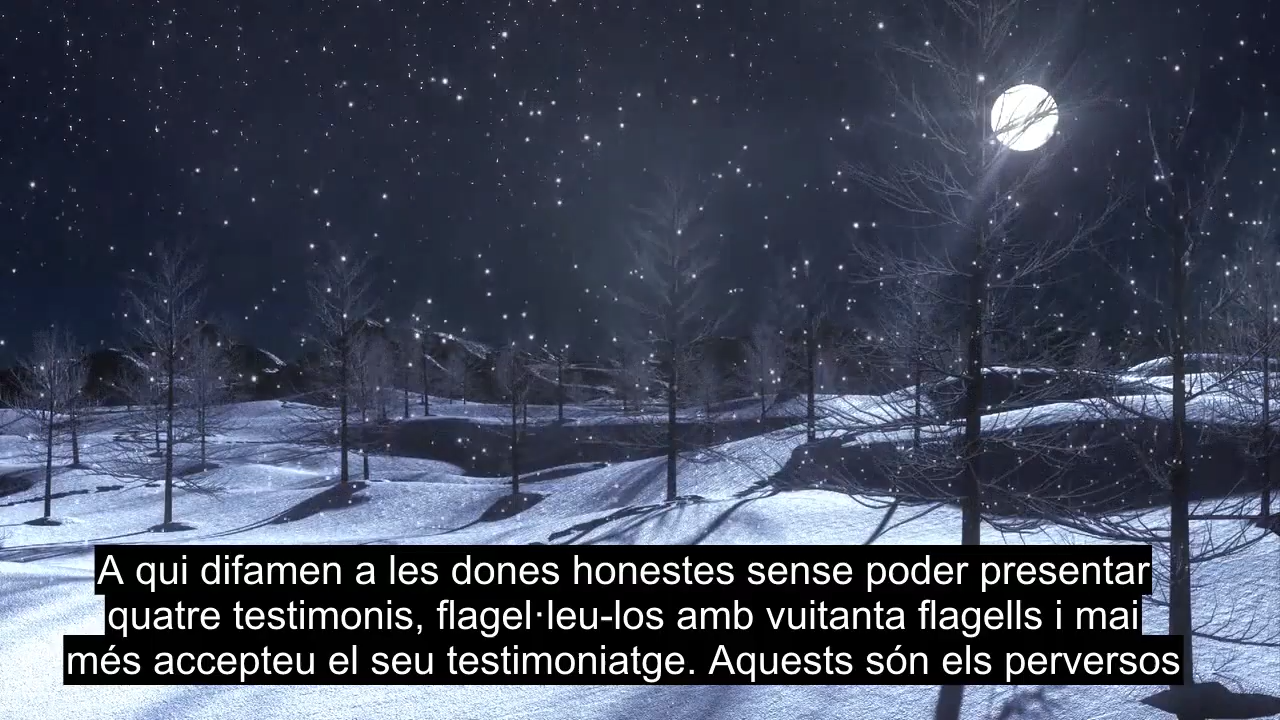 A qui difamen a les dones honestes sense poder presentar
quatre testimonis, flagel·leu-los amb vuitanta flagells i mai
més accepteu el seu testimoniatge. Aquests són els perversos